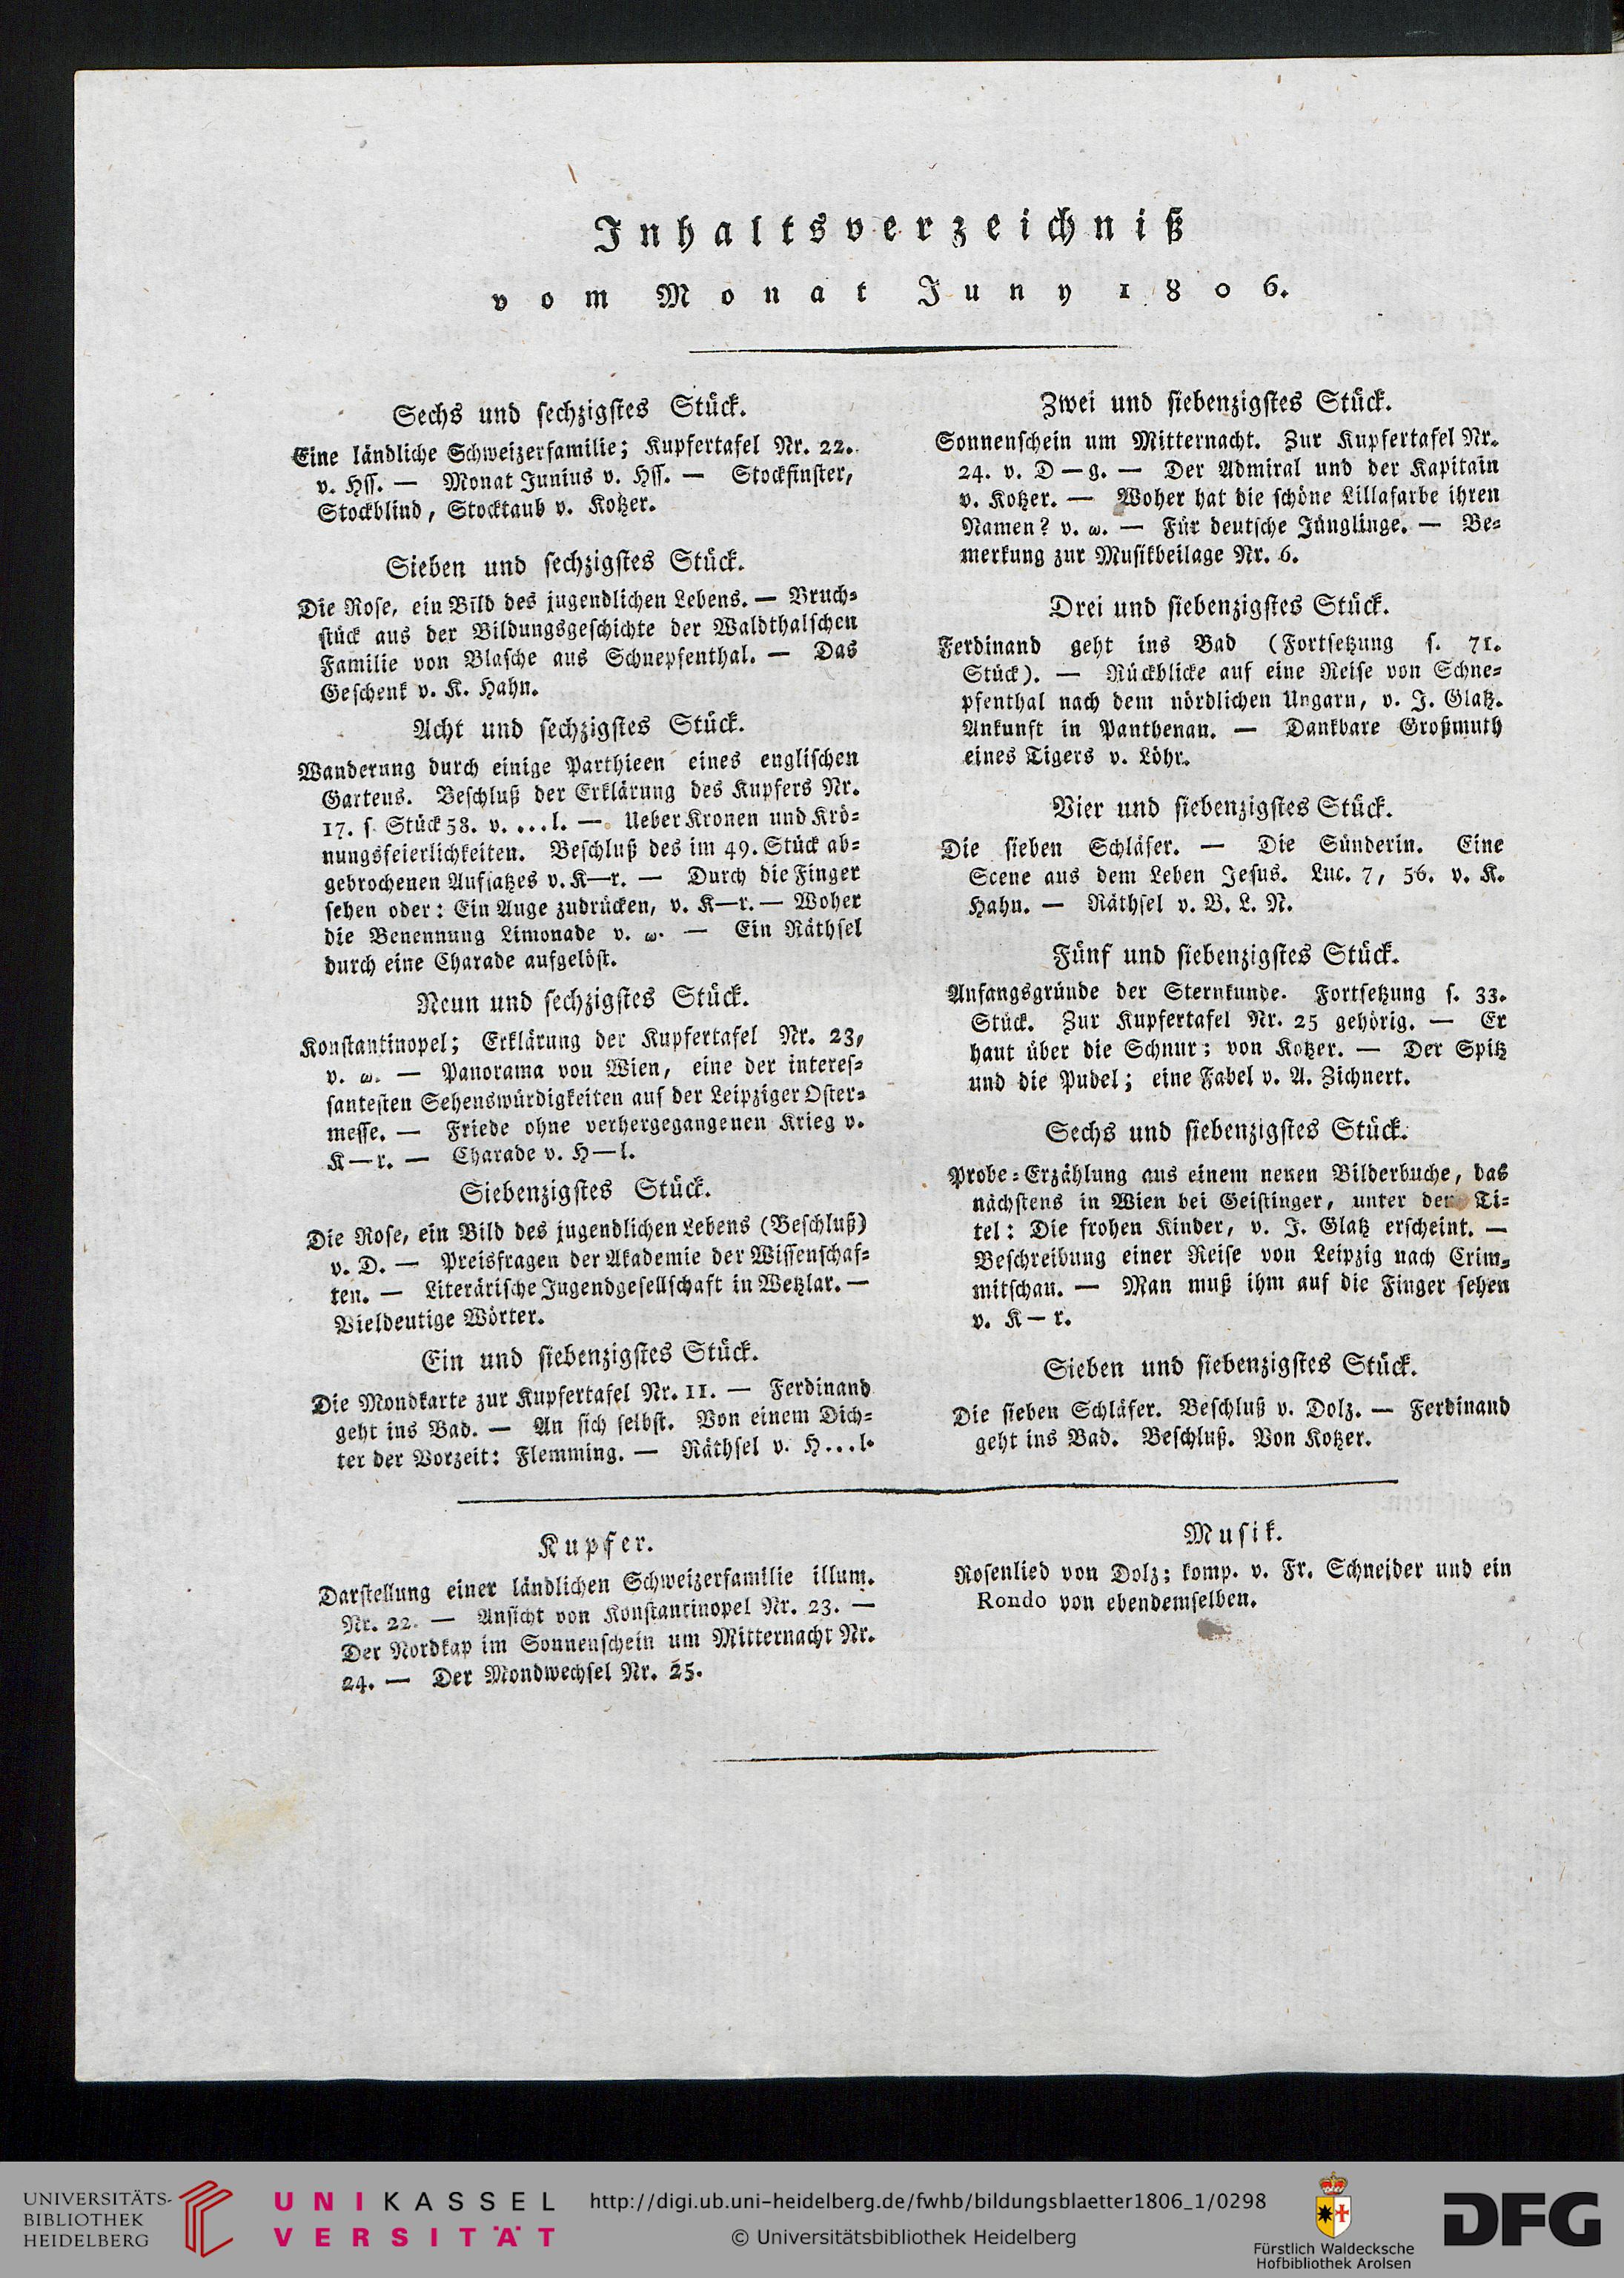 Inhaltsverzeichniß
vom Monat Juny 1806.
Sechs und sechzigstes Stück.
Eine ländliche Schweizerfamilie; Kupfertafel Nr. 22.
v. Hss. — Monat Junius v. Hss. — Stockfinster,
Stockblind, Stocktaub v. Kotzer.
Sieben und sechzigstes Stück.
Die Rose, ein Bild des jugendlichen Lebens. — Bruch-
stück aus der Bildungsgeschichte der Waldthalschen
Familie von Blasche aus Schnepfenthal. — Das
Geschenk v. K. Hahn.
Acht und sechzigstes Stück.
Wanderung durch einige Parthieen eines englischen
Gartens. Beschluß der Erklärung des Kupfers Nr.
17. s. Stück 58. v. ...l. — Ueber Kronen und Krö-
nungsfeierlichkeiten. Beschluß des im 49. Stück ab-
gebrochenen Aufsatzes v. K—r. — Durch die Finger
sehen oder: Ein Auge zudrücken, v. K—r. — Woher
die Benennung Limonade v. ω. — Ein Räthsel
durch eine Charade aufgelöst.
Neun und sechzigstes Stück.
Konstantinopel; Erklärung der Kupfertafel Nr. 23,
v. ω. — Panorama von Wien, eine der interes-
santesten Sehenswürdigkeiten auf der Leipziger Oster-
messe. — Friede ohne verhergegangenen Krieg v.
K—r. — Charade v. H—l.
Siebenzigstes Stück.
Die Rose, ein Bild des jugendlichen Lebens (Beschluß)
v. D. — Preisfragen der Akademie der Wissenschaf-
ten. — Literärische Jugendgesellschaft in Wetzlar. —
Vieldeutige Wörter.
Ein und siebenzigstes Stück.
Die Mondkarte zur Kupfertafel Nr. 11. — Ferdinand
geht ins Bad. — An sich selbst. Von einem Dich-
ter der Vorzeit: Flemming. — Räthsel v. H...l.
Zwei und siebenzigstes Stück.
Sonnenschein um Mitternacht. Zur Kupfertafel Nr.
24. v. D—g. — Der Admiral und der Kapitain
v. Kotzer. — Woher hat die schöne Lillafarbe ihren
Namen? v. ω. — Für deutsche Jünglinge. — Be-
merkung zur Musikbeilage Nr. 6.
Drei und siebenzigstes Stück.
Ferdinand geht ins Bad (Fortsetzung s. 71.
Stück). — Rückblicke auf eine Reise von Schne-
pfenthal nach dem nördlichen Ungarn, v. J. Glatz.
Ankunft in Panthenau. — Dankbare Großmuth
eines Tigers v. Löhr.
Vier und siebenzigstes Stück.
Die sieben Schläfer. — Die Sünderin. Eine
Scene aus dem Leben Jesus. Luc. 7, 56. v. K.
Hahn. — Räthsel v. B. L. N.
Fünf und siebenzigstes Stück.
Anfangsgründe der Sternkunde. Fortsetzung s. 33.
Stück. Zur Kupfertafel Nr. 25 gehörig. — Er
haut über die Schnur; von Kotzer. — Der Spitz
und die Pudel; eine Fabel v. A. Zichnert.
Sechs und siebenzigstes Stück.
Probe-Erzählung aus einem neuen Bilderbuche, das
nächstens in Wien bei Geistinger, unter dem Ti-
tel: Die frohen Kinder, v. J. Glatz erscheint. —
Beschreibung einer Reise von Leipzig nach Crim-
mitschau. — Man muß ihm auf die Finger sehen
v. K—r.
Sieben und siebenzigstes Stück.
Die sieben Schläfer. Beschluß v. Dolz. — Ferdinand
geht ins Bad. Beschluß. Von Kotzer.
Kupfer.
Darstellung einer ländlichen Schweizerfamilie illum.
Nr. 22. — Ansicht von Konstantinopel Nr. 23. —
Der Nordkap im Sonnenschein um Mitternacht Nr.
24. — Der Mondwechsel Nr. 25.
Musik.
Rosenlied von Dolz; komp. v. Fr. Schneider und ein
Rondo von ebendemselben.
UNIVERSITÄTS-
BIBLIOTHEK
HEIDELBERG
UNIKASSEL
VERSITÄT
http://digi.ub.uni-heidelberg.de/fwhb/bildungsblaetter1806_1/0298
© Universitätsbibliothek Heidelberg
Fürstlich Waldecksche
Hofbibliothek Arolsen
DFG